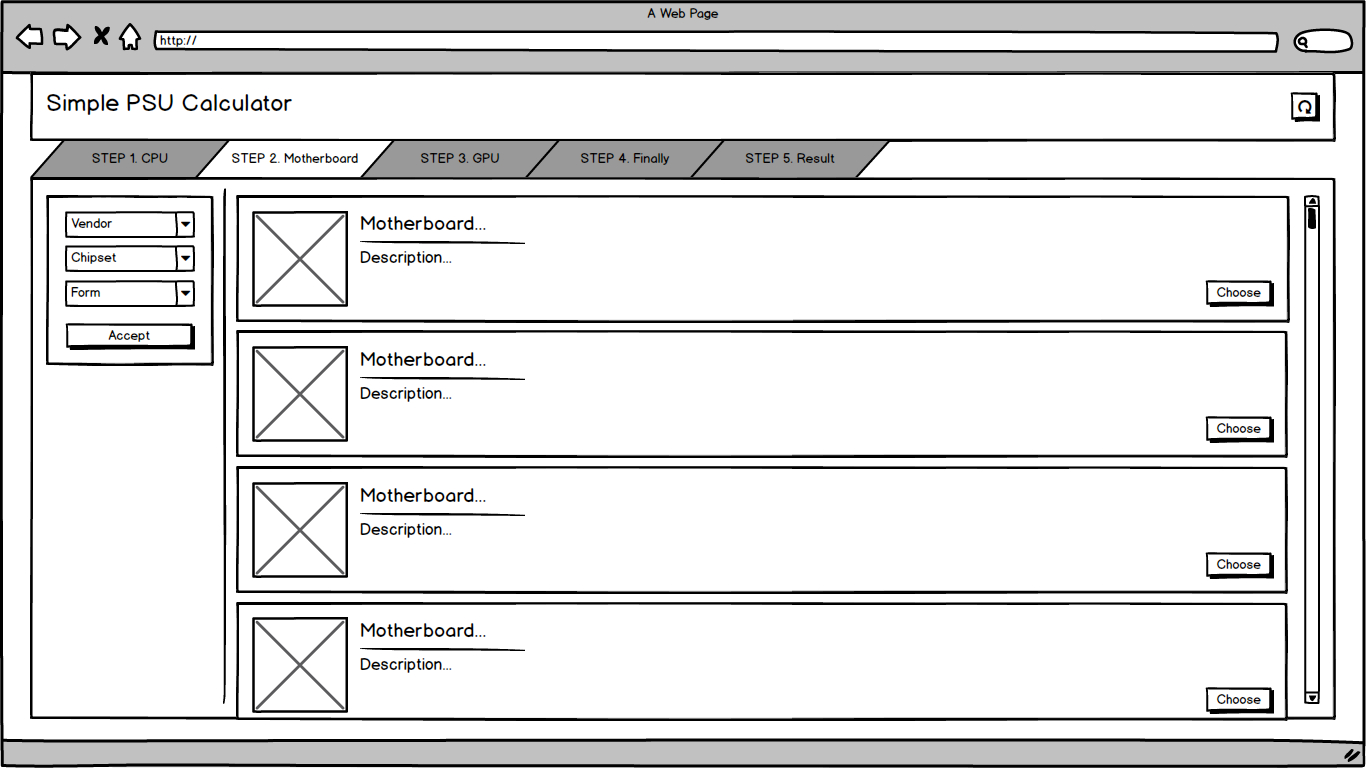 A Web Page
http://
Simple PSU Calculator
STEP 1. CPU
STEP 2. Motherboard
STEP 3. GPU
STEP 4. Finally
STEP 5. Result
Vendor
Chipset
Form
Accept
Motherboard...
Description...
Choose
Motherboard...
Description...
Choose
Motherboard...
Description...
Choose
Motherboard...
Description...
Choose